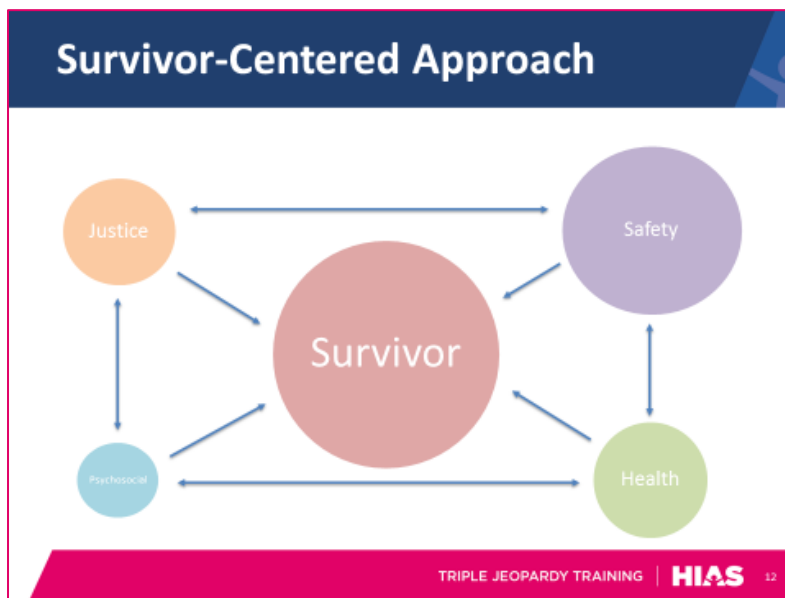 Survivor-Centered Approach
Justice
Safety
Survivor
Psychosocial
Health
TRIPLE JEOPARDY TRAINING | HIAS 12